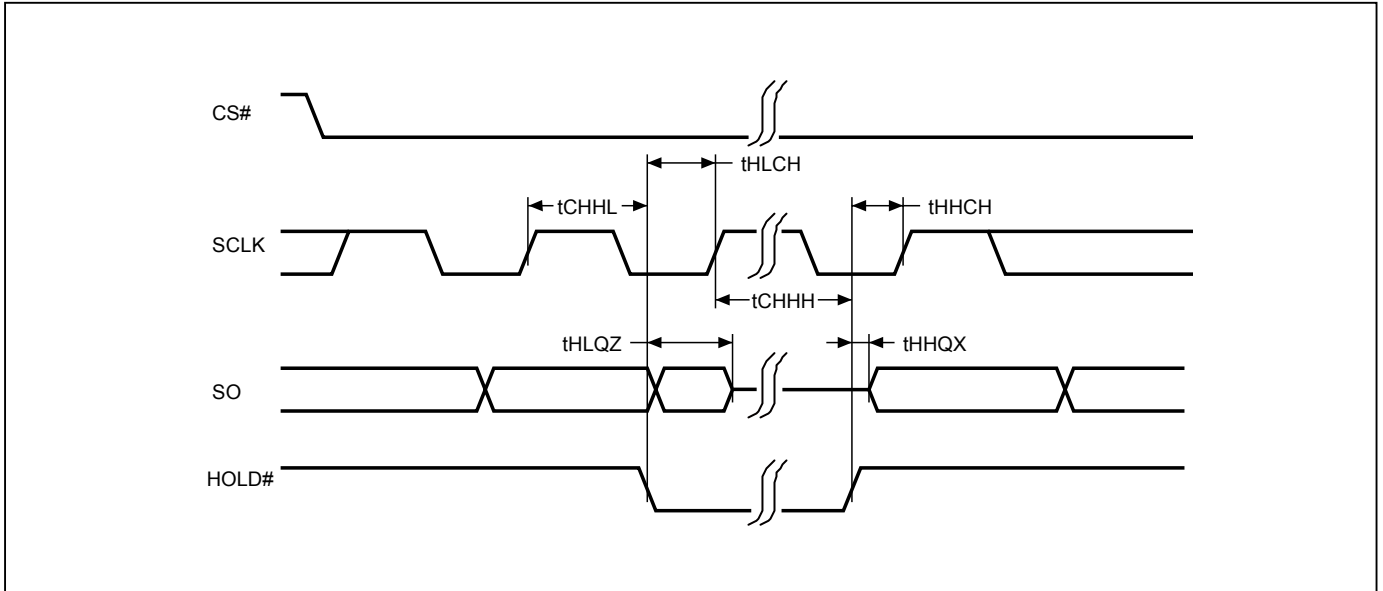 CS#
tHLCH
tCHHL
tHHCH
SCLK
tCHHH
tHLQZ
tHHQX
SO
HOLD#